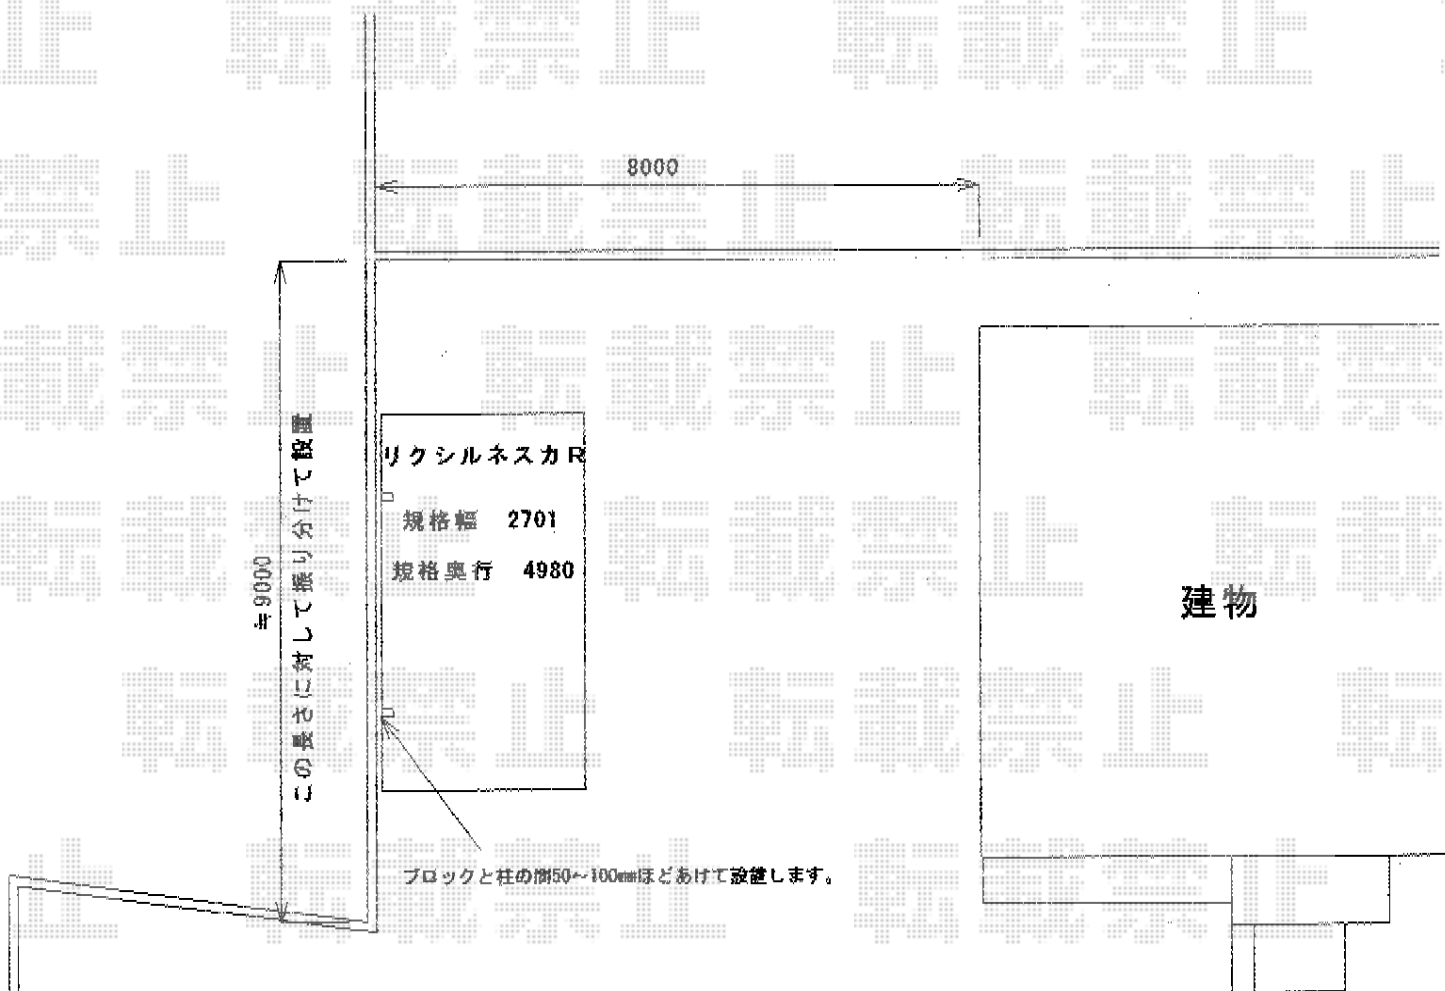 8000
リクシルネスカR
規格幅 2701
規格奥行 4980
≒9000
この長さに対して振り分けて設置
建物
ブロックと柱の間50~100mmほどあけて設置します。
転載禁止